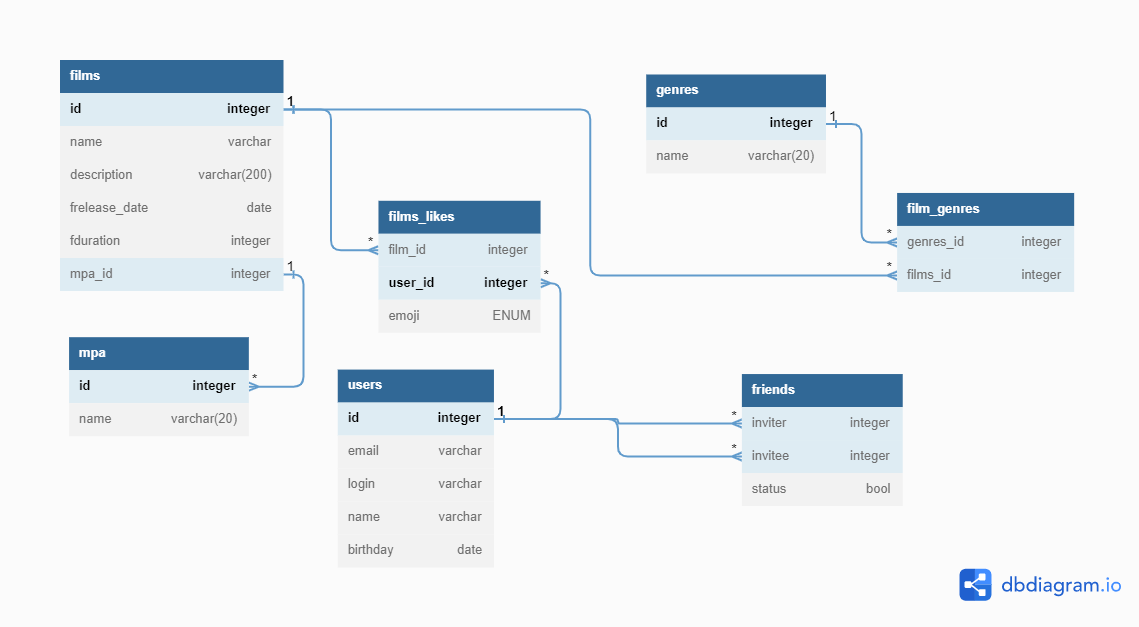 films
id integer
name varchar
description varchar(200)
frelease_date date
fduration integer
mpa_id integer
1
1
mpa
id integer
name varchar(20)
*
films_likes
film_id integer
user_id integer
emoji ENUM
*
*
users
id integer
email varchar
login varchar
name varchar
birthday date
1
genres
id integer
name varchar(20)
1
film_genres
genres_id integer
films_id integer
*
*
friends
inviter integer
invitee integer
status bool
*
*
dbdiagram.io